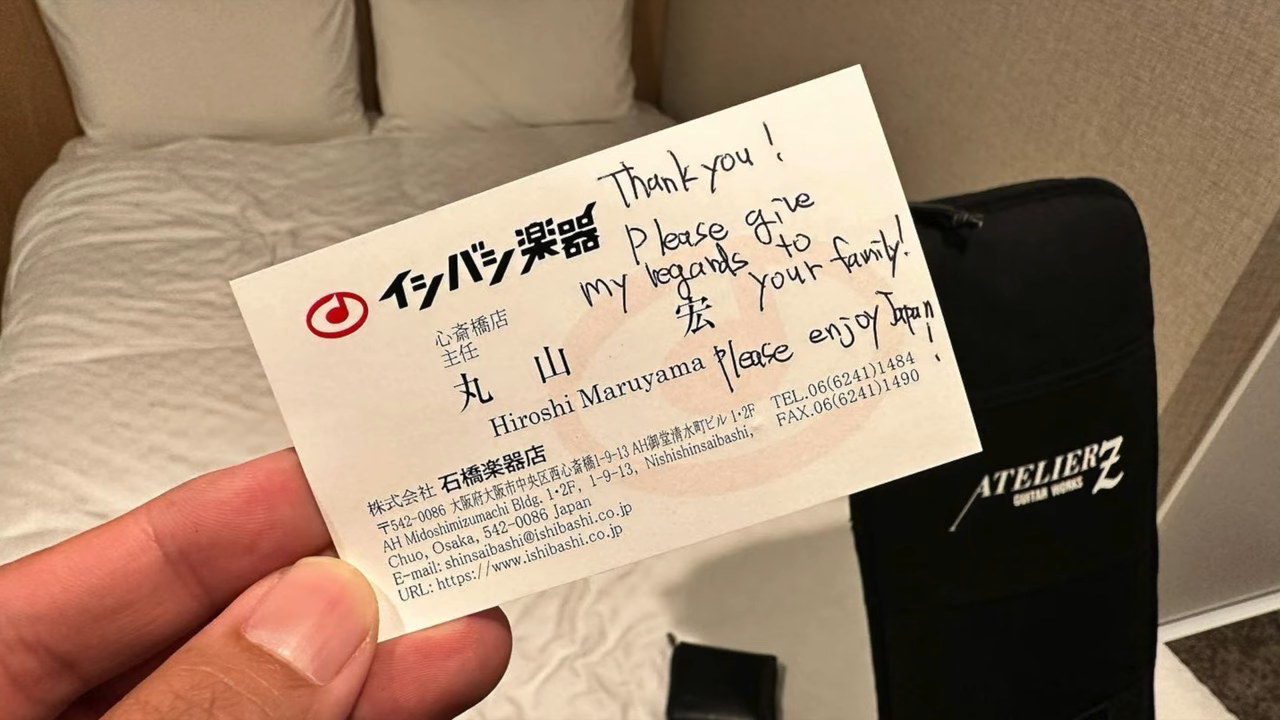 イシバシ楽器
Thank you!
Please give
my regards to
your family!
Please enjoy Japan!
心斎橋店
主任
丸 山 宏
Hiroshi Maruyama
TEL.06(6241)1484
FAX.06(6241)1490
株式会社 石橋楽器店
〒542-0086 大阪府大阪市中央区西心斎橋1-9-13 AH御堂清水町ビル 1・2F
AH Midoshimizumachi Bldg. 1・2F, 1-9-13, Nishishinsaibashi,
Chuo, Osaka, 542-0086 Japan
E-mail: shinsaibashi@ishibashi.co.jp
URL: https://www.ishibashi.co.jp
ATELIER Z
GUITAR WORKS